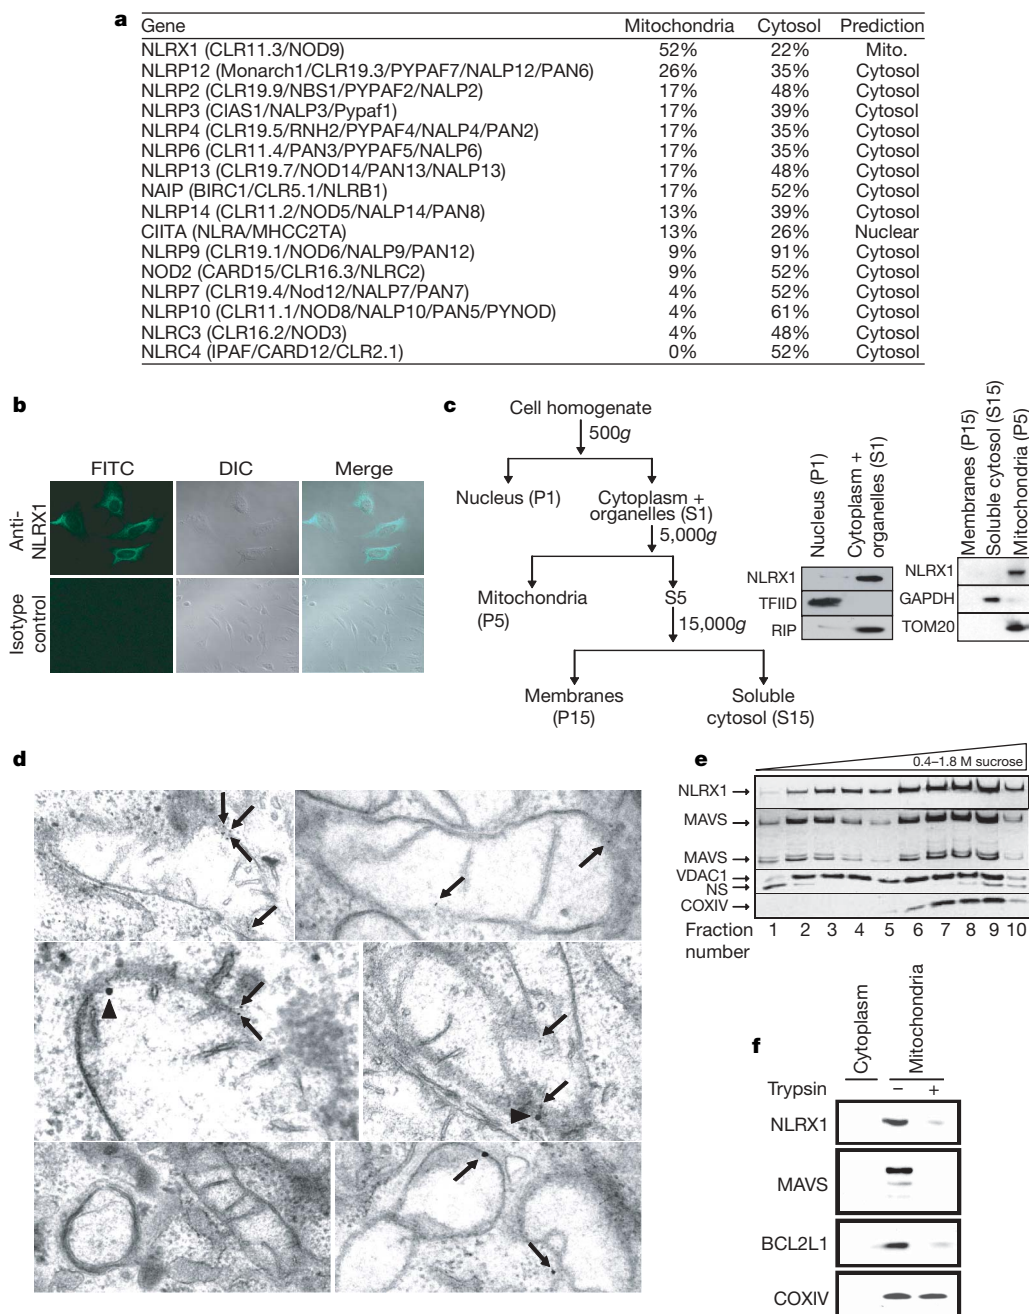 a
Gene Mitochondria Cytosol Prediction
NLRX1 (CLR11.3/NOD9) 52% 22% Mito.
NLRP12 (Monarch1/CLR19.3/PYPAF7/NALP12/PAN6) 26% 35% Cytosol
NLRP2 (CLR19.9/NBS1/PYPAF2/NALP2) 17% 48% Cytosol
NLRP3 (CIAS1/NALP3/Pypaf1) 17% 39% Cytosol
NLRP4 (CLR19.5/RNH2/PYPAF4/NALP4/PAN2) 17% 35% Cytosol
NLRP6 (CLR11.4/PAN3/PYPAF5/NALP6) 17% 35% Cytosol
NLRP13 (CLR19.7/NOD14/PAN13/NALP13) 17% 48% Cytosol
NAIP (BIRC1/CLR5.1/NLRB1) 17% 52% Cytosol
NLRP14 (CLR11.2/NOD5/NALP14/PAN8) 13% 39% Cytosol
CIITA (NLRA/MHCC2TA) 13% 26% Nuclear
NLRP9 (CLR19.1/NOD6/NALP9/PAN12) 9% 91% Cytosol
NOD2 (CARD15/CLR16.3/NLRC2) 9% 52% Cytosol
NLRP7 (CLR19.4/Nod12/NALP7/PAN7) 4% 52% Cytosol
NLRP10 (CLR11.1/NOD8/NALP10/PAN5/PYNOD) 4% 61% Cytosol
NLRC3 (CLR16.2/NOD3) 4% 48% Cytosol
NLRC4 (IPAF/CARD12/CLR2.1) 0% 52% Cytosol
b
FITC DIC Merge
Anti-
NLRX1
Isotype
control
c
Cell homogenate
500g
Nucleus (P1)
Cytoplasm +
organelles (S1)
5,000g
Mitochondria
(P5)
S5
15,000g
Membranes
(P15)
Soluble
cytosol (S15)
Nucleus (P1)
Cytoplasm +
organelles (S1)
NLRX1
TFIID
RIP
Membranes (P15)
Soluble cytosol (S15)
Mitochondria (P5)
NLRX1
GAPDH
TOM20
d
e
0.4–1.8 M sucrose
NLRX1
MAVS
MAVS
VDAC1
NS
COXIV
Fraction
number
1 2 3 4 5 6 7 8 9 10
f
Cytoplasm
Mitochondria
Trypsin − +
NLRX1
MAVS
BCL2L1
COXIV